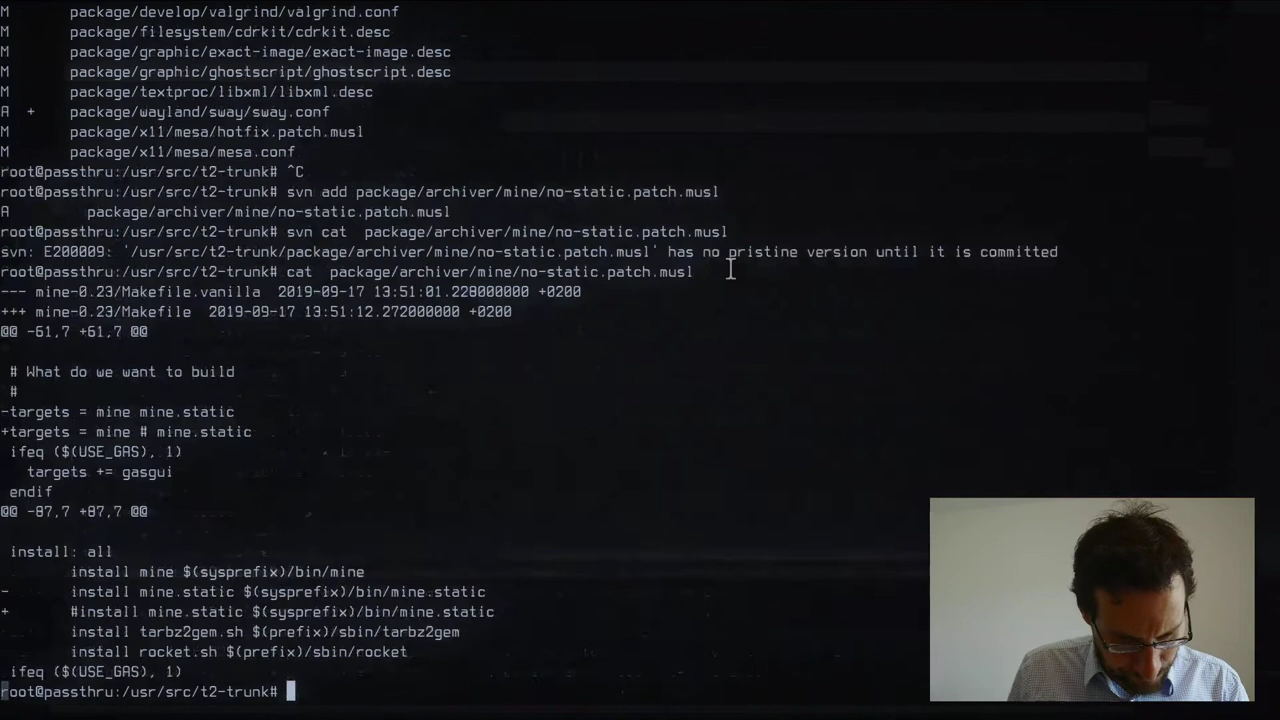 M       package/develop/valgrind/valgrind.conf
M       package/filesystem/cdrkit/cdrkit.desc
M       package/graphic/exact-image/exact-image.desc
M       package/graphic/ghostscript/ghostscript.desc
M       package/textproc/libxml/libxml.desc
A  +    package/wayland/sway/sway.conf
M       package/x11/mesa/hotfix.patch.musl
M       package/x11/mesa/mesa.conf
root@passthru:/usr/src/t2-trunk# ^C
root@passthru:/usr/src/t2-trunk# svn add package/archiver/mine/no-static.patch.musl
A         package/archiver/mine/no-static.patch.musl
root@passthru:/usr/src/t2-trunk# svn cat  package/archiver/mine/no-static.patch.musl
svn: E200009: '/usr/src/t2-trunk/package/archiver/mine/no-static.patch.musl' has no pristine version until it is committed
root@passthru:/usr/src/t2-trunk# cat  package/archiver/mine/no-static.patch.musl
--- mine-0.23/Makefile.vanilla  2019-09-17 13:51:01.228000000 +0200
+++ mine-0.23/Makefile  2019-09-17 13:51:12.272000000 +0200
@@ -61,7 +61,7 @@
 # What do we want to build
 #
-targets = mine mine.static
+targets = mine # mine.static
 ifeq ($(USE_GAS), 1)
   targets += gasgui
 endif
@@ -87,7 +87,7 @@
 install: all
        install mine $(sysprefix)/bin/mine
-       install mine.static $(sysprefix)/bin/mine.static
+       #install mine.static $(sysprefix)/bin/mine.static
        install tarbz2gem.sh $(prefix)/sbin/tarbz2gem
        install rocket.sh $(prefix)/sbin/rocket
 ifeq ($(USE_GAS), 1)
root@passthru:/usr/src/t2-trunk#